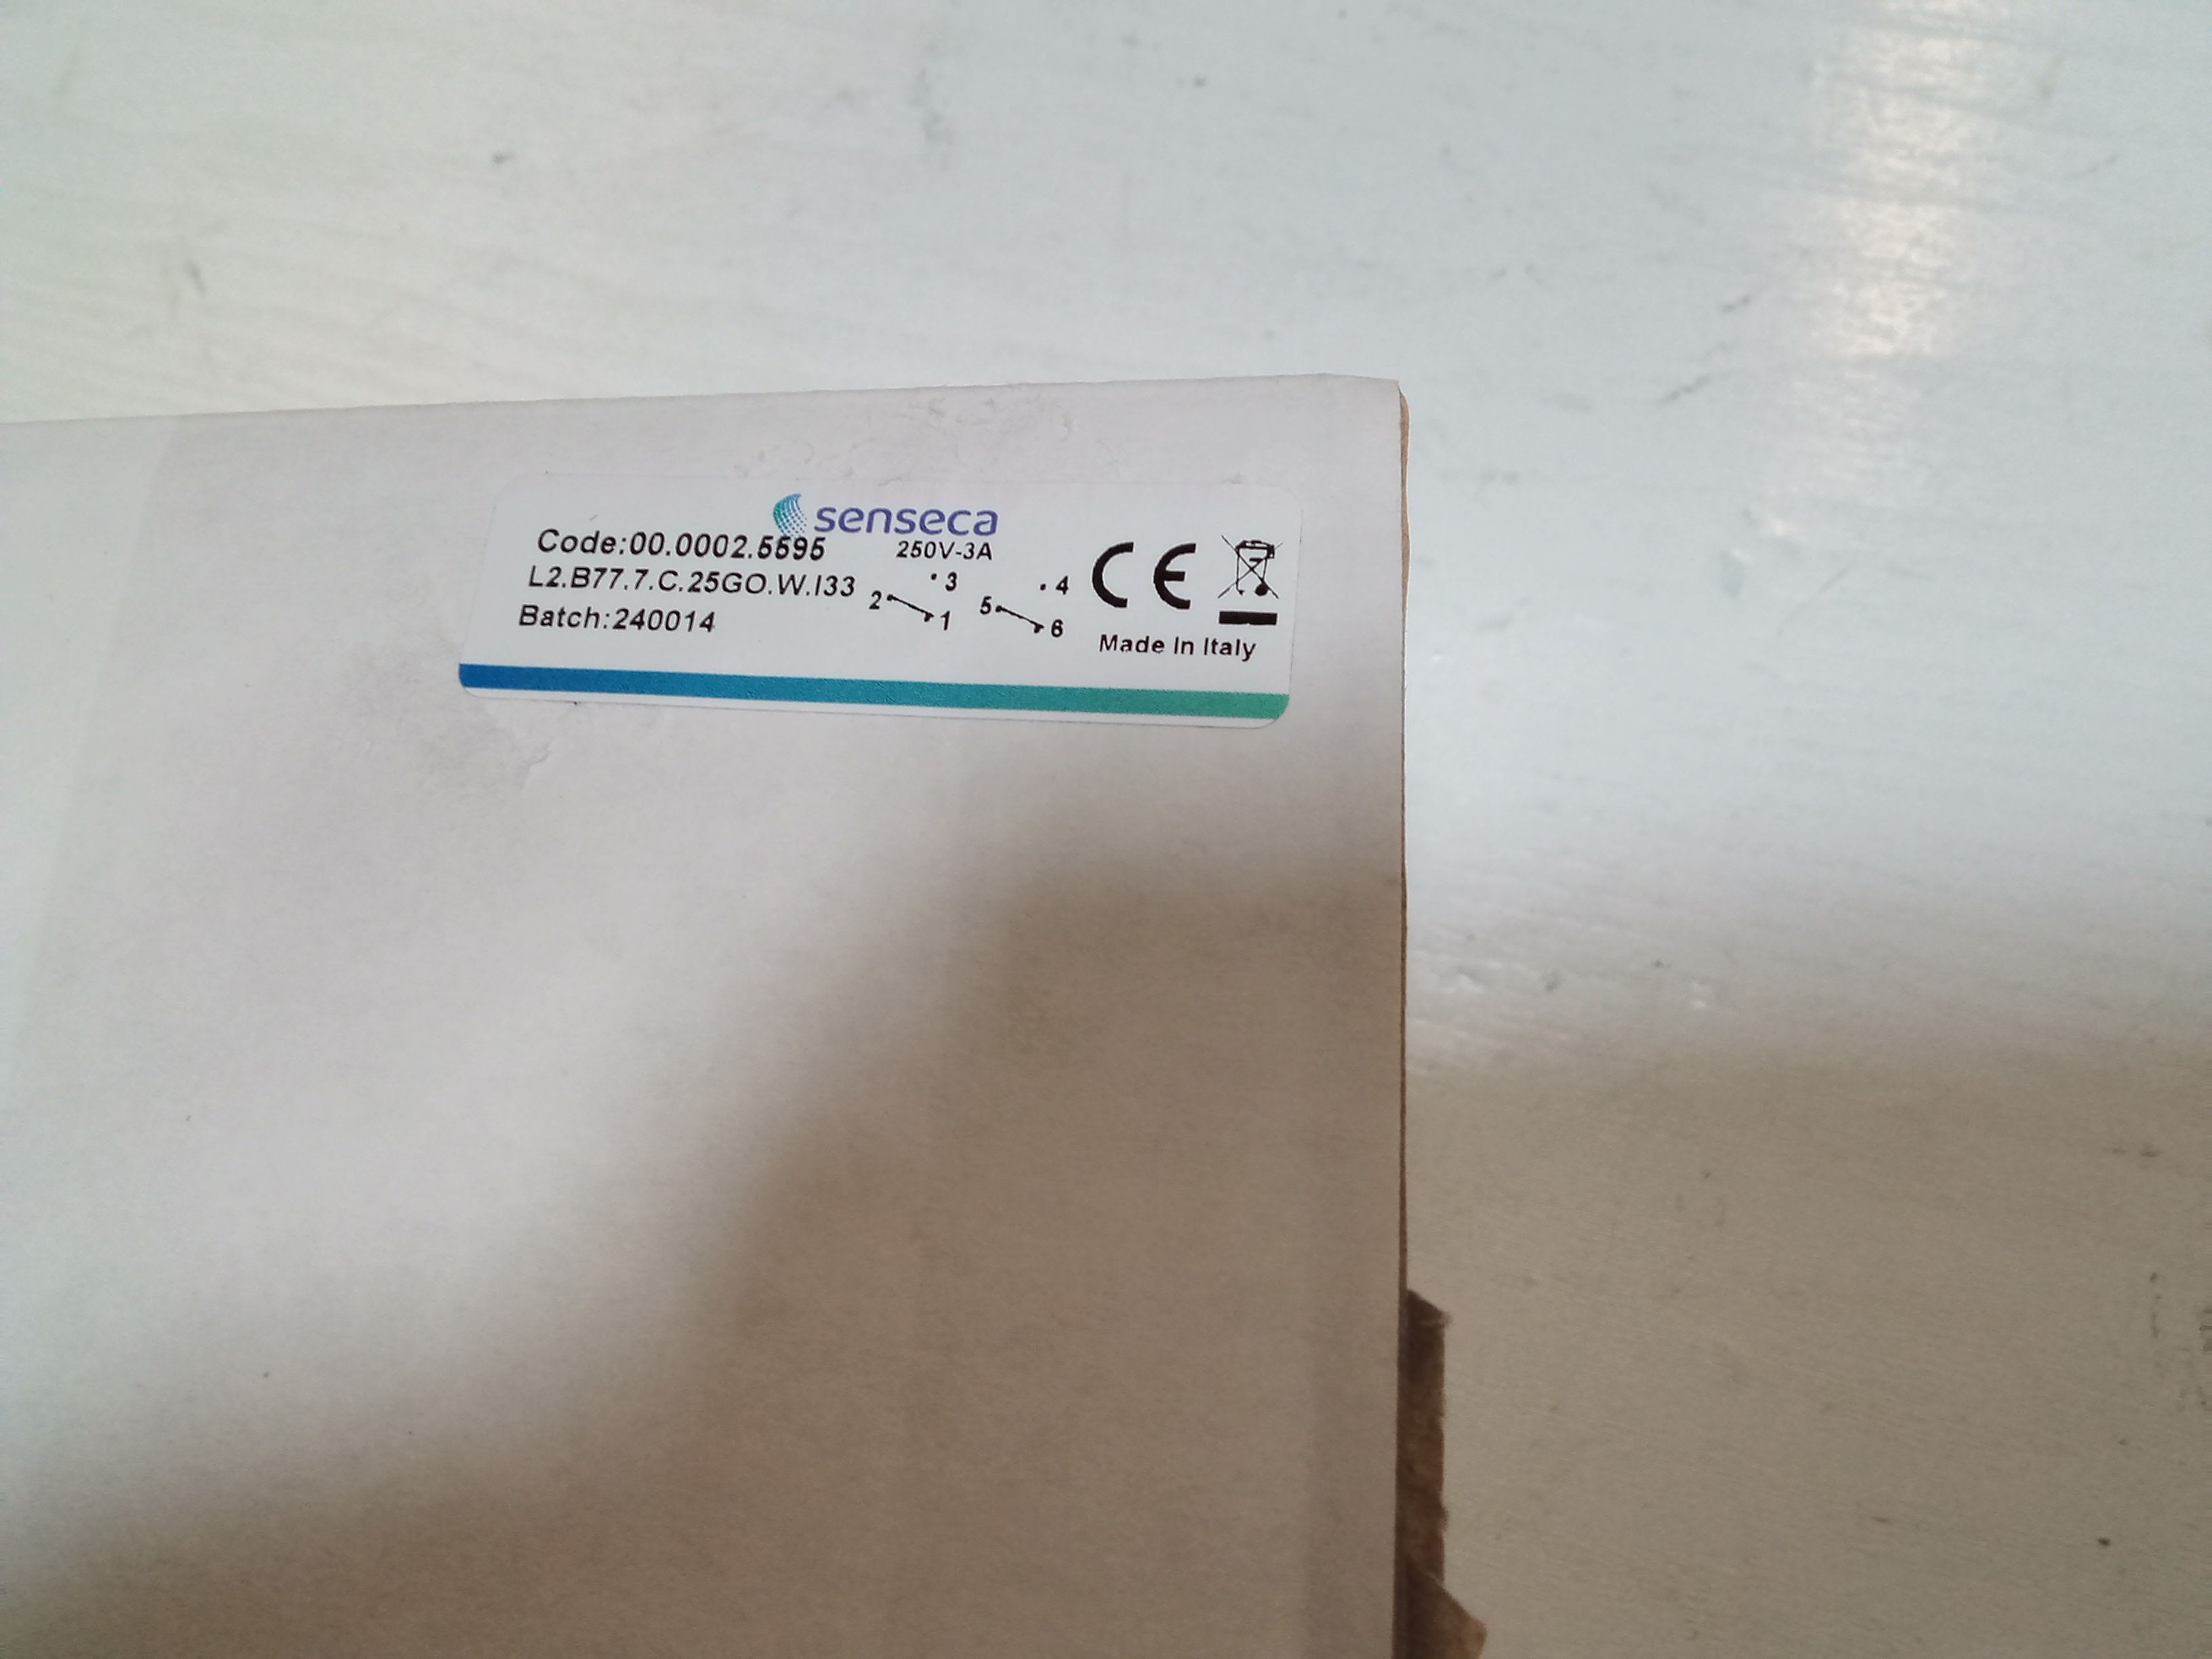 senseca
Code:00.0002.5595
250V-3A
L2.B77.7.C.25GO.W.I33
3
4
2
1
5
6
Batch:240014
CE
Made In Italy